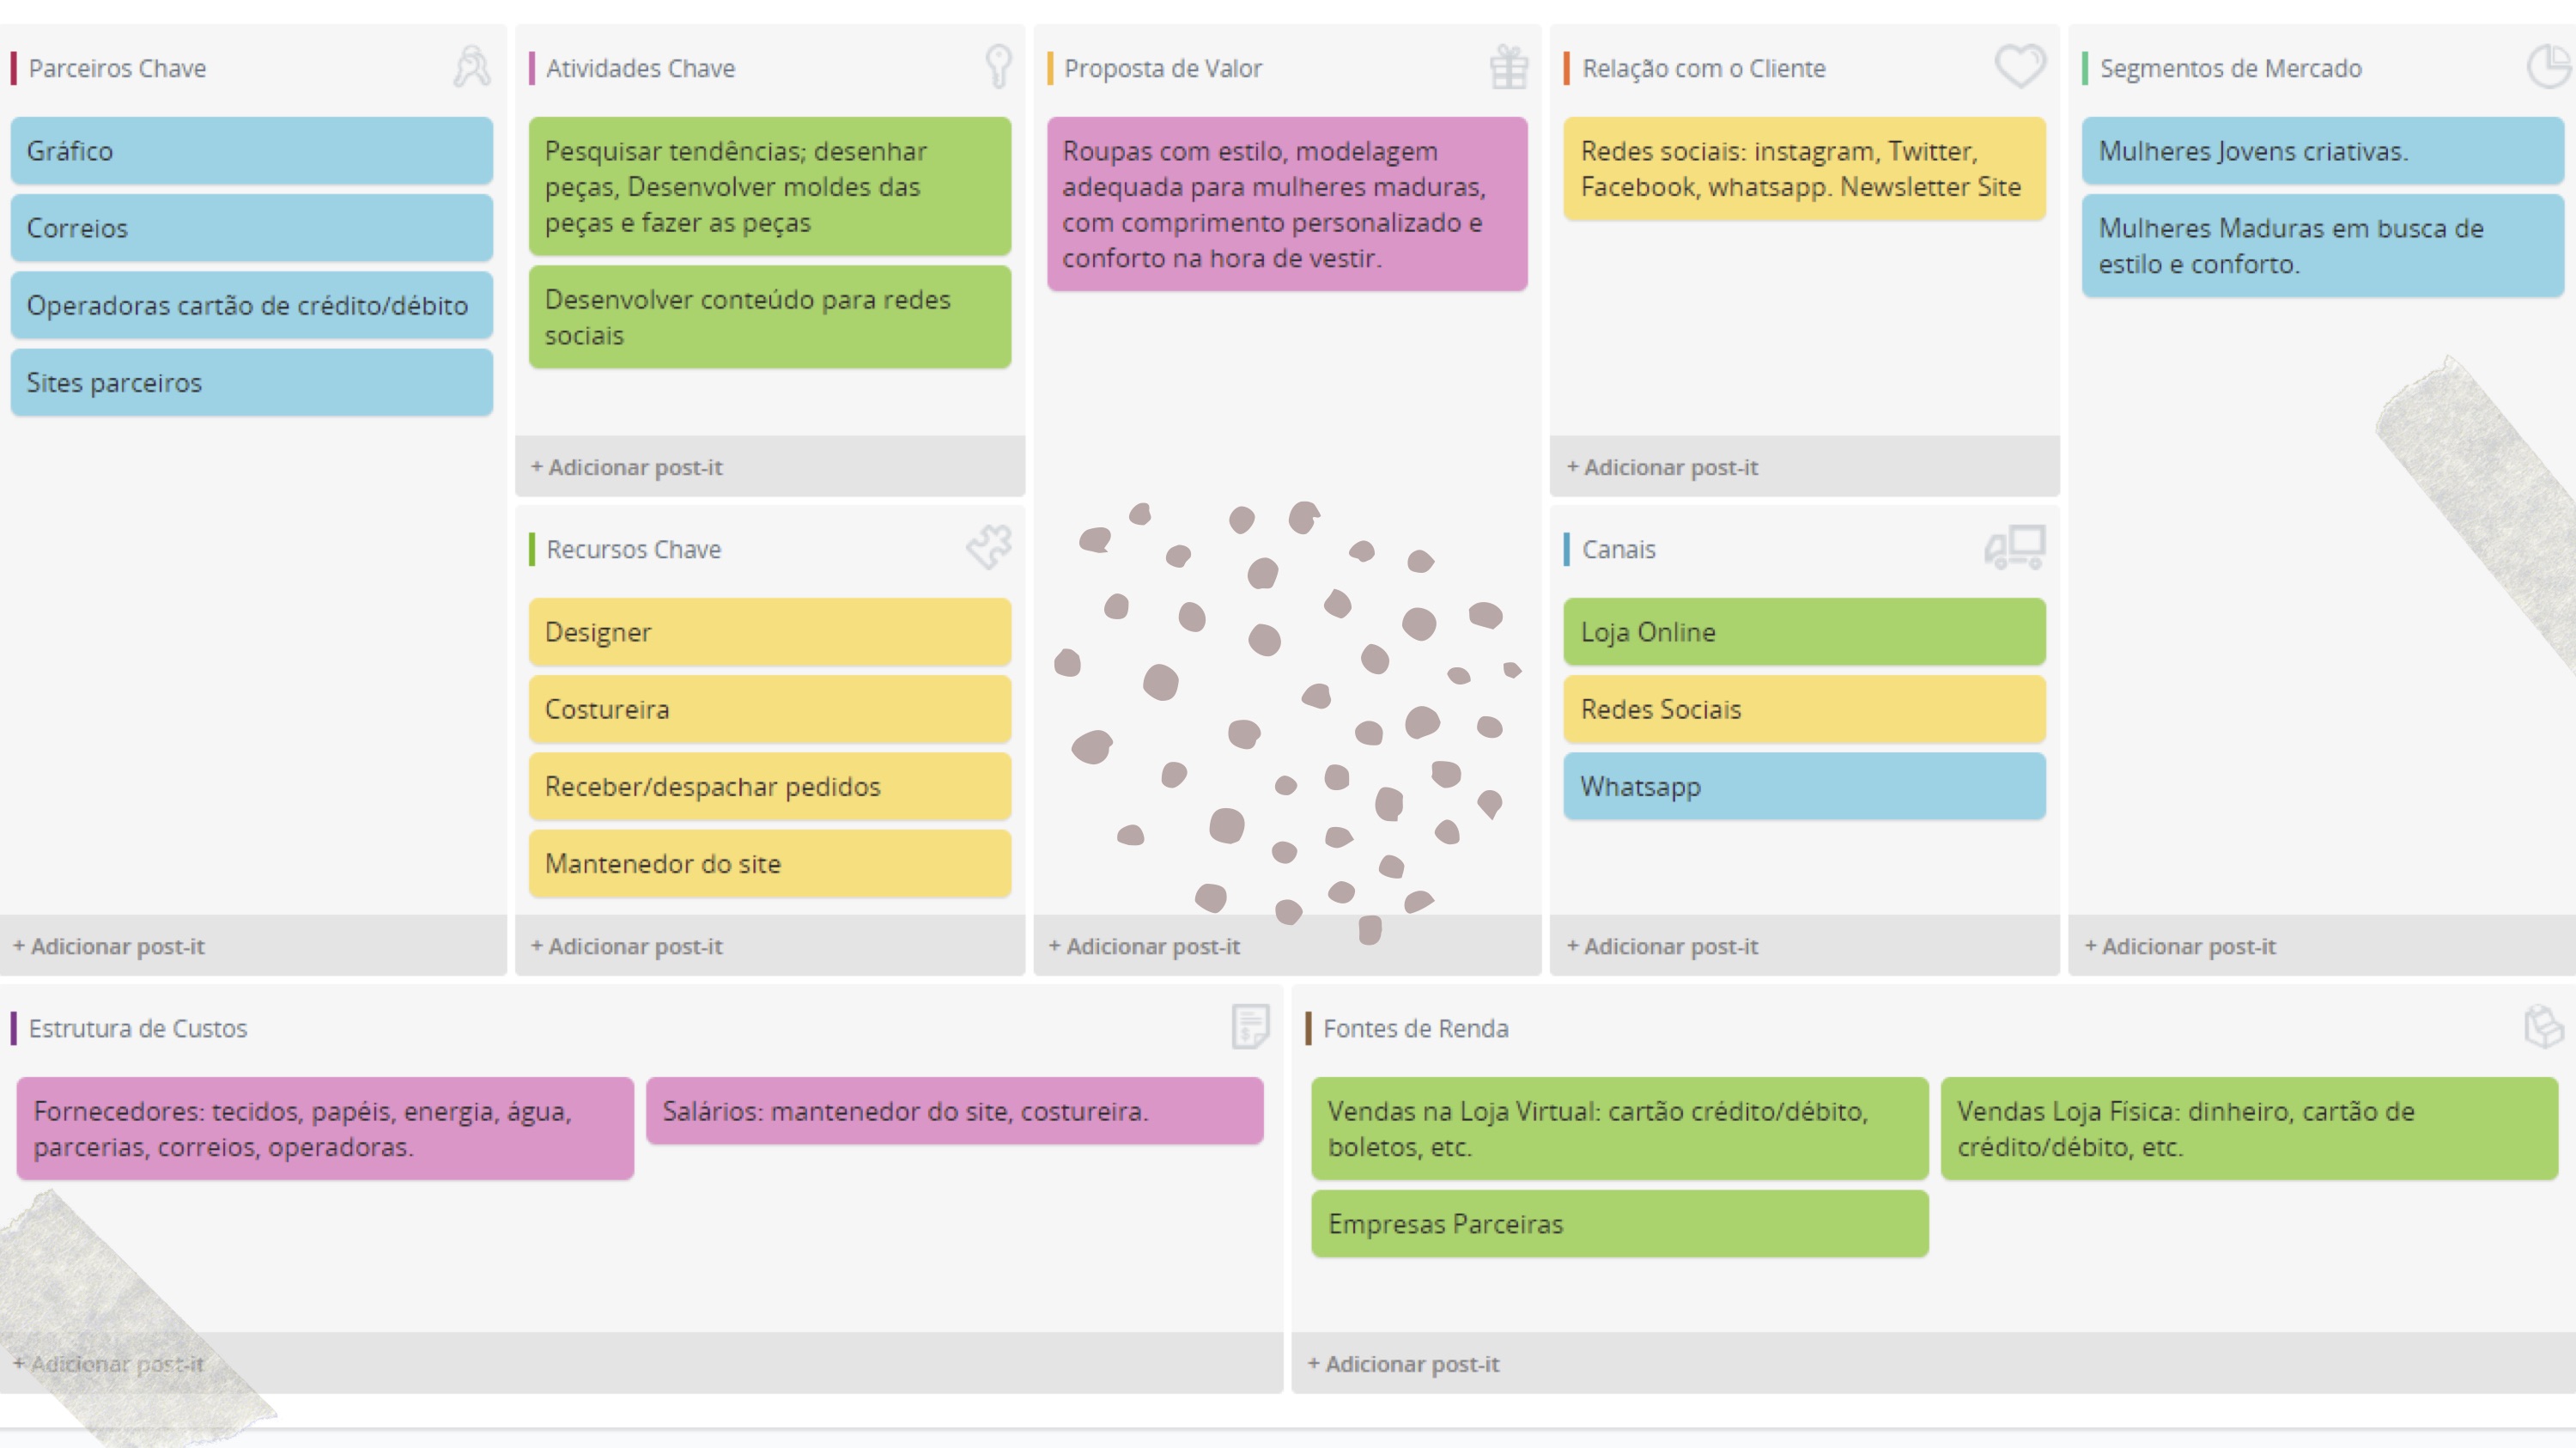 Parceiros Chave
Gráfico
Correios
Operadoras cartão de crédito/débito
Sites parceiros
+ Adicionar post-it
Atividades Chave
Pesquisar tendências; desenhar
peças, Desenvolver moldes das
peças e fazer as peças
Desenvolver conteúdo para redes
sociais
+ Adicionar post-it
Recursos Chave
Designer
Costureira
Receber/despachar pedidos
Mantenedor do site
+ Adicionar post-it
Proposta de Valor
Roupas com estilo, modelagem
adequada para mulheres maduras,
com comprimento personalizado e
conforto na hora de vestir.
+ Adicionar post-it
Relação com o Cliente
Redes sociais: instagram, Twitter,
Facebook, whatsapp. Newsletter Site
+ Adicionar post-it
Canais
Loja Online
Redes Sociais
Whatsapp
+ Adicionar post-it
Segmentos de Mercado
Mulheres Jovens criativas.
Mulheres Maduras em busca de
estilo e conforto.
+ Adicionar post-it
Estrutura de Custos
Fornecedores: tecidos, papéis, energia, água,
parcerias, correios, operadoras.
Salários: mantenedor do site, costureira.
+ Adicionar post-it
Fontes de Renda
Vendas na Loja Virtual: cartão crédito/débito,
boletos, etc.
Vendas Loja Física: dinheiro, cartão de
crédito/débito, etc.
Empresas Parceiras
+ Adicionar post-it